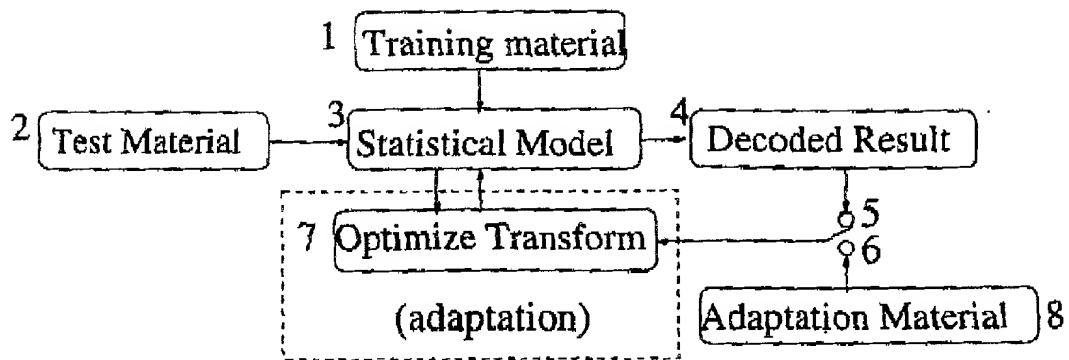 1 Training material
2 Test Material 3 Statistical Model 4 Decoded Result
5
7 Optimize Transform 6
(adaptation) Adaptation Material 8